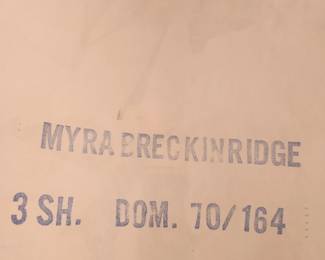 MYRA BRECKINRIDGE
3 SH. DOM. 70/164